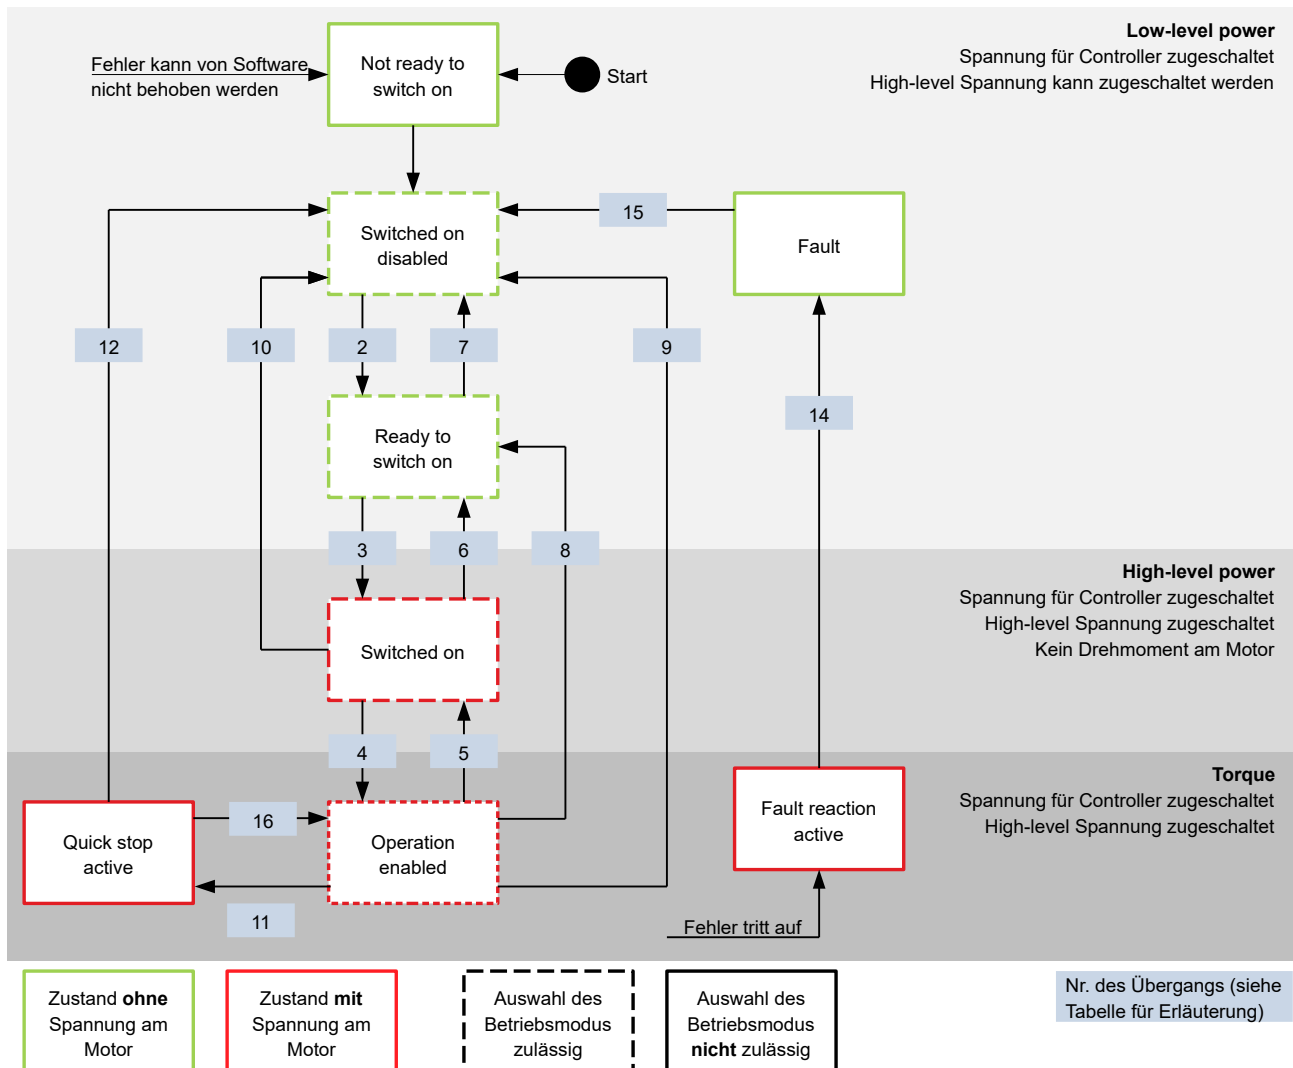 Low-level power
Spannung für Controller zugeschaltet
High-level Spannung kann zugeschaltet werden
Fehler kann von Software
nicht behoben werden
Not ready to
switch on
Start
Switched on
disabled
15
Fault
12
10
2
7
9
14
Ready to
switch on
3
6
8
High-level power
Spannung für Controller zugeschaltet
High-level Spannung zugeschaltet
Kein Drehmoment am Motor
Switched on
4
5
Torque
Spannung für Controller zugeschaltet
High-level Spannung zugeschaltet
Quick stop
active
16
Operation
enabled
Fault reaction
active
11
Fehler tritt auf
Zustand ohne
Spannung am
Motor
Zustand mit
Spannung am
Motor
Auswahl des
Betriebsmodus
zulässig
Auswahl des
Betriebsmodus
nicht zulässig
Nr. des Übergangs (siehe
Tabelle für Erläuterung)